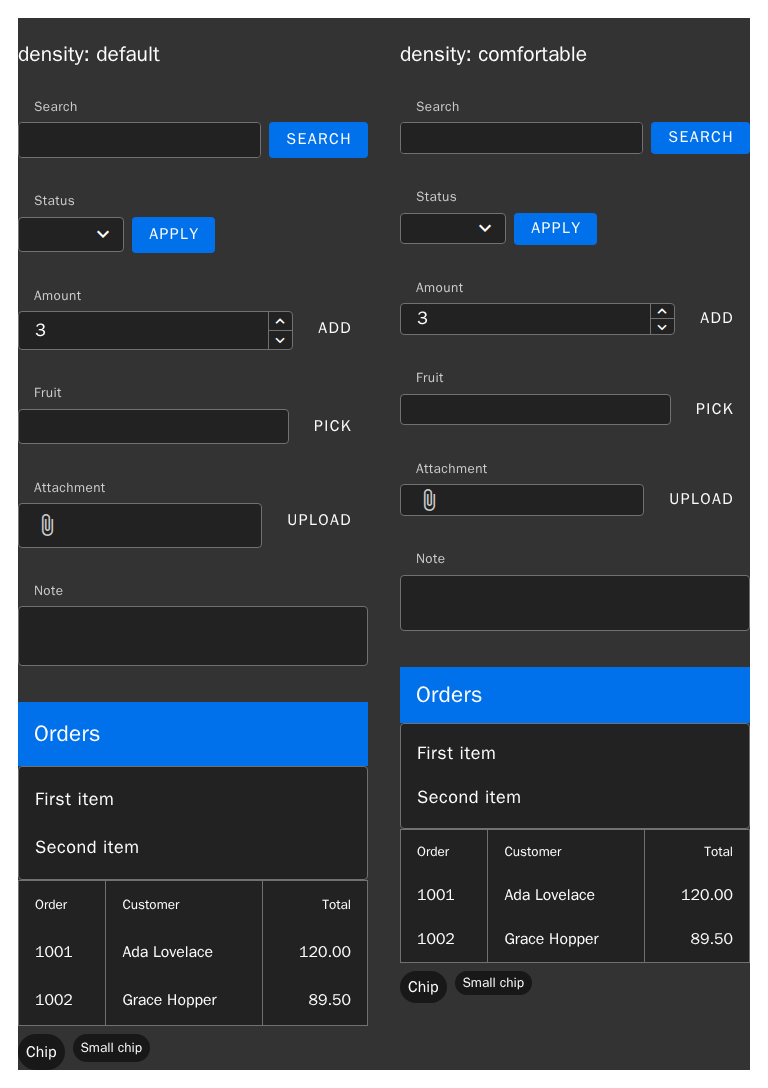 density: default
Search
SEARCH
Status
APPLY
Amount
3
ADD
Fruit
PICK
Attachment
UPLOAD
Note
Orders
First item
Second item
Order Customer Total
1001 Ada Lovelace 120.00
1002 Grace Hopper 89.50
Chip Small chip
density: comfortable
Search
SEARCH
Status
APPLY
Amount
3
ADD
Fruit
PICK
Attachment
UPLOAD
Note
Orders
First item
Second item
Order Customer Total
1001 Ada Lovelace 120.00
1002 Grace Hopper 89.50
Chip Small chip